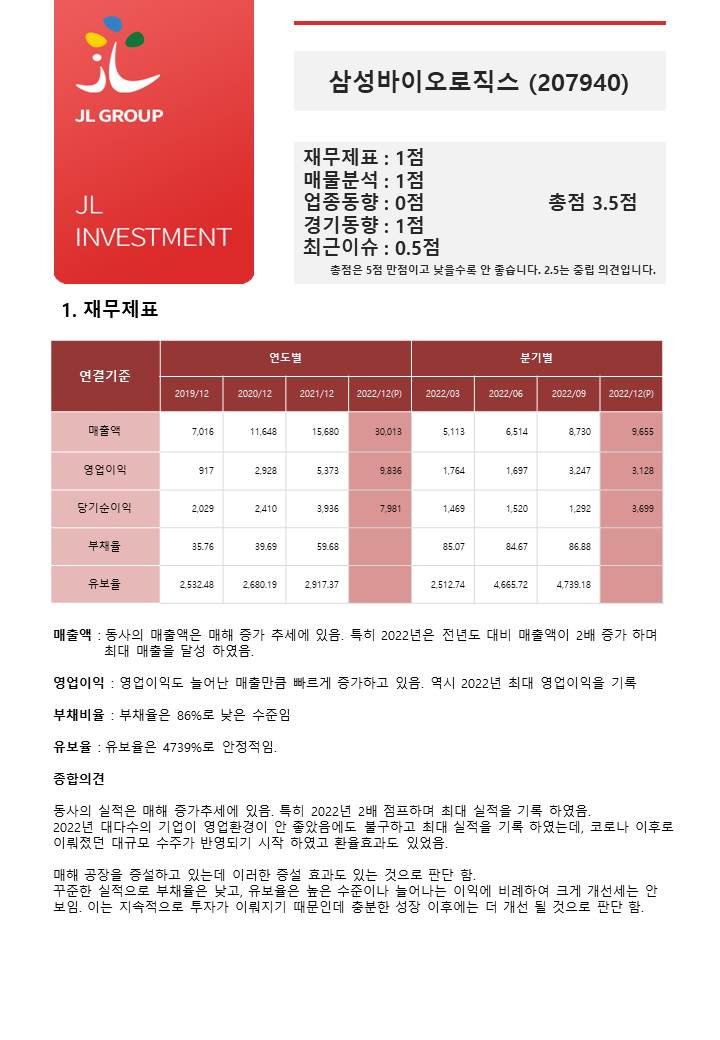 JL GROUP
JL
INVESTMENT
삼성바이오로직스 (207940)
재무제표 : 1점
매물분석 : 1점
업종동향 : 0점 총점 3.5점
경기동향 : 1점
최근이슈 : 0.5점
총점은 5점 만점이고 낮을수록 안 좋습니다. 2.5는 중립 의견입니다.
1. 재무제표
연결기준 연도별 분기별
2019/12 2020/12 2021/12 2022/12(P) 2022/03 2022/06 2022/09 2022/12(P)
매출액 7,016 11,648 15,680 30,013 5,113 6,514 8,730 9,655
영업이익 917 2,928 5,373 9,836 1,764 1,697 3,247 3,128
당기순이익 2,029 2,410 3,936 7,981 1,469 1,520 1,292 3,699
부채율 35.76 39.69 59.68 85.07 84.67 86.88
유보율 2,532.48 2,680.19 2,917.37 2,512.74 4,665.72 4,739.18
매출액 : 동사의 매출액은 매해 증가 추세에 있음. 특히 2022년은 전년도 대비 매출액이 2배 증가 하며
최대 매출을 달성 하였음.
영업이익 : 영업이익도 늘어난 매출만큼 빠르게 증가하고 있음. 역시 2022년 최대 영업이익을 기록
부채비율 : 부채율은 86%로 낮은 수준임
유보율 : 유보율은 4739%로 안정적임.
종합의견
동사의 실적은 매해 증가추세에 있음. 특히 2022년 2배 점프하며 최대 실적을 기록 하였음.
2022년 대다수의 기업이 영업환경이 안 좋았음에도 불구하고 최대 실적을 기록 하였는데, 코로나 이후로
이뤄졌던 대규모 수주가 반영되기 시작 하였고 환율효과도 있었음.
매해 공장을 증설하고 있는데 이러한 증설 효과도 있는 것으로 판단 함.
꾸준한 실적으로 부채율은 낮고, 유보율은 높은 수준이나 늘어나는 이익에 비례하여 크게 개선세는 안
보임. 이는 지속적으로 투자가 이뤄지기 때문인데 충분한 성장 이후에는 더 개선 될 것으로 판단 함.